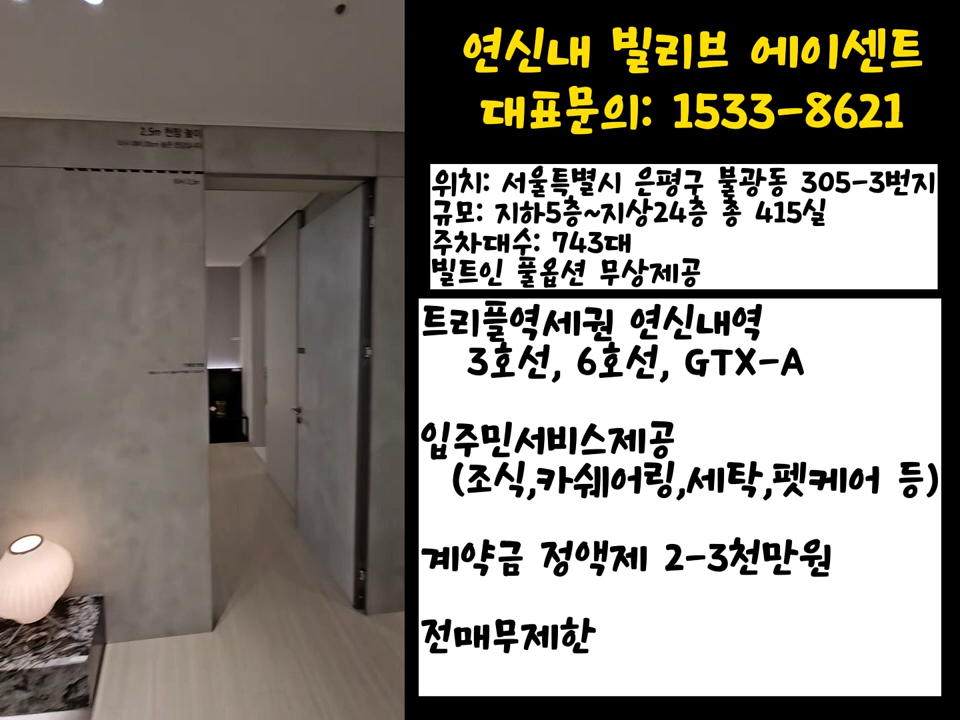 연신내 빌리브 에이센트
대표문의: 1533-8621
위치: 서울특별시 은평구 불광동 305-3번지
규모: 지하5층~지상24층 총 415실
주차대수: 743대
빌트인 풀옵션 무상제공
트리플역세권 연신내역
3호선, 6호선, GTX-A
입주민서비스제공
(조식,카쉐어링,세탁,펫케어 등)
계약금 정액제 2-3천만원
전매무제한
2.5m 천장 높이